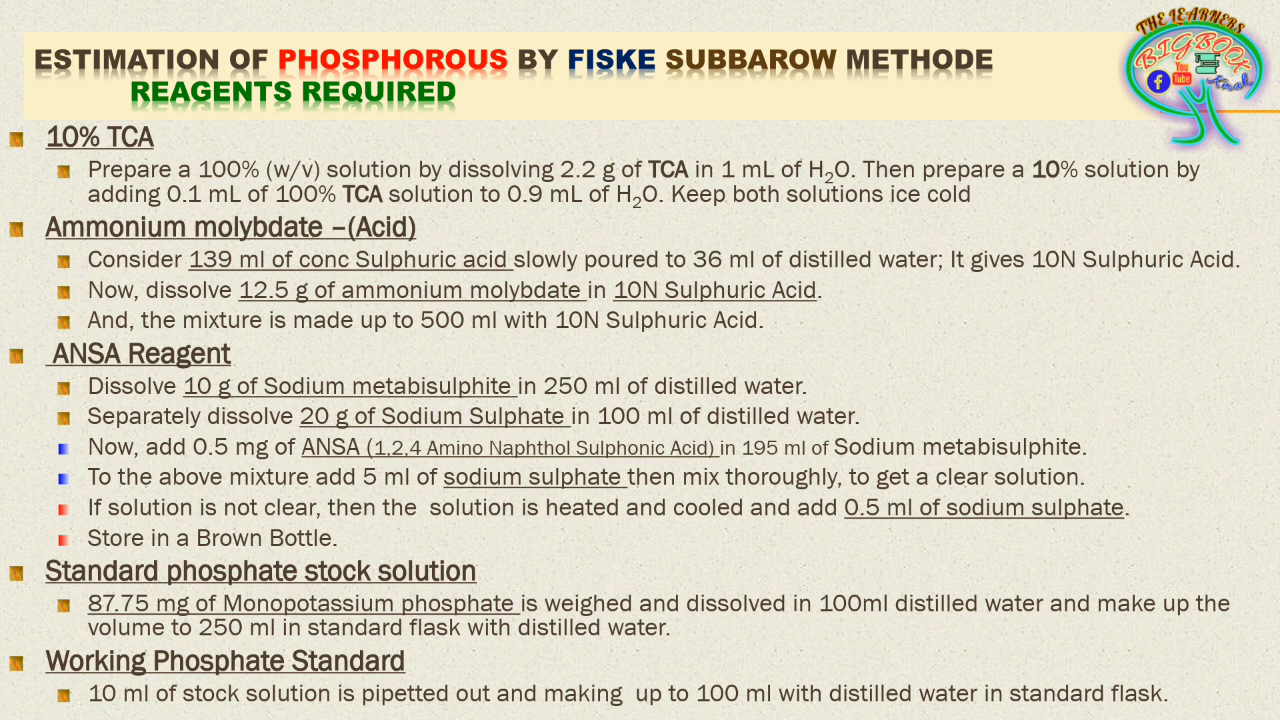 ESTIMATION OF PHOSPHOROUS BY FISKE SUBBAROW METHODE
REAGENTS REQUIRED
THE LEARNERS
BIGBOOK
You
Tube
f
Tmol
10% TCA
Prepare a 100% (w/v) solution by dissolving 2.2 g of TCA in 1 mL of H₂O. Then prepare a 10% solution by
adding 0.1 mL of 100% TCA solution to 0.9 mL of H₂O. Keep both solutions ice cold
Ammonium molybdate –(Acid)
Consider 139 ml of conc Sulphuric acid slowly poured to 36 ml of distilled water; It gives 10N Sulphuric Acid.
Now, dissolve 12.5 g of ammonium molybdate in 10N Sulphuric Acid.
And, the mixture is made up to 500 ml with 10N Sulphuric Acid.
ANSA Reagent
Dissolve 10 g of Sodium metabisulphite in 250 ml of distilled water.
Separately dissolve 20 g of Sodium Sulphate in 100 ml of distilled water.
Now, add 0.5 mg of ANSA (1,2,4 Amino Naphthol Sulphonic Acid) in 195 ml of Sodium metabisulphite.
To the above mixture add 5 ml of sodium sulphate then mix thoroughly, to get a clear solution.
If solution is not clear, then the solution is heated and cooled and add 0.5 ml of sodium sulphate.
Store in a Brown Bottle.
Standard phosphate stock solution
87.75 mg of Monopotassium phosphate is weighed and dissolved in 100ml distilled water and make up the
volume to 250 ml in standard flask with distilled water.
Working Phosphate Standard
10 ml of stock solution is pipetted out and making up to 100 ml with distilled water in standard flask.